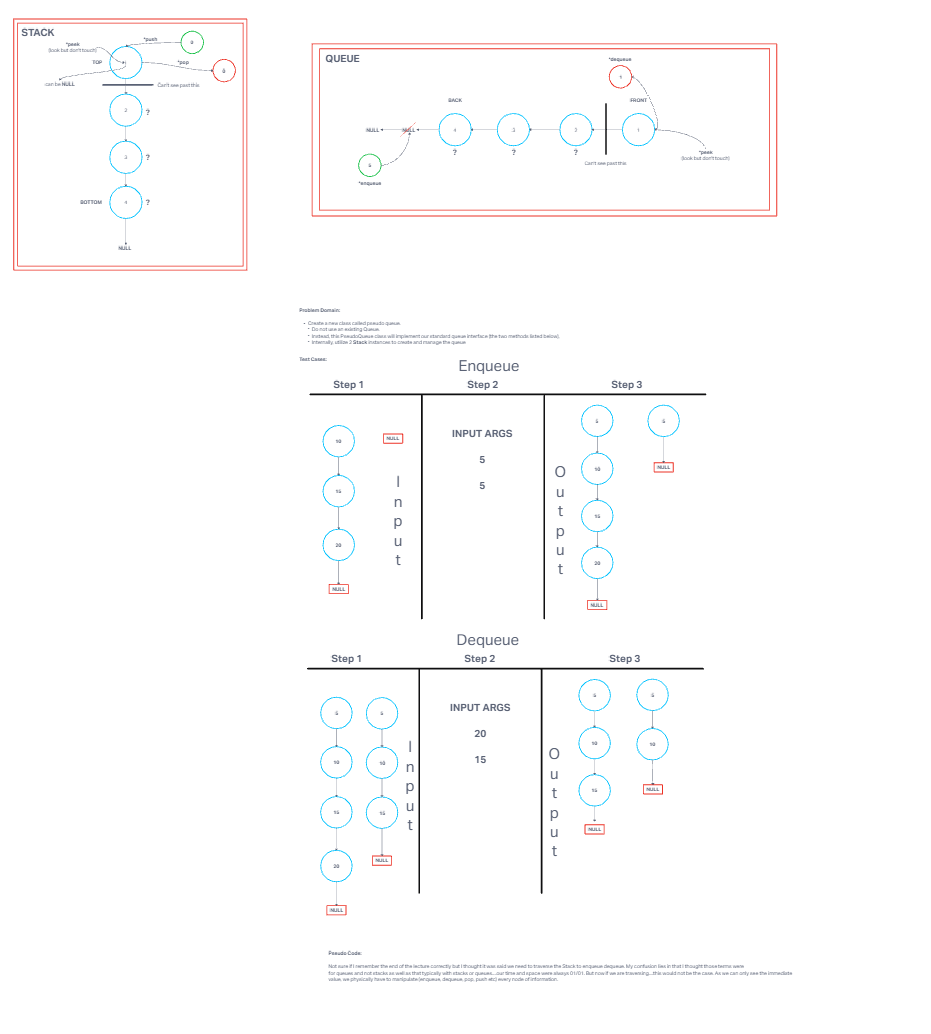 STACK
*push
*peek
(look but don't touch)
TOP
*pop
can be NULL
Can't see past this
2
?
3
?
BOTTOM
4
?
NULL
QUEUE
*dequeue
1
BACK
FRONT
NULL
NULL
4
3
1
?
?
?
Can't see past this
*peek
(look but don't touch)
*enqueue
Problem Domain:
Create a new class called pseudo queue.
Do not use an existing Queue.
Instead, this PseudoQueue class will implement our standard queue interface (the two methods listed below),
Internally, utilize 2 Stack instances to create and manage the queue
Test Cases:
Enqueue
Step 1
Step 2
Step 3
10
NULL
15
20
NULL
Input
INPUT ARGS
5
5
Output
5
5
10
NULL
15
20
NULL
Dequeue
Step 1
Step 2
Step 3
5
5
10
10
15
15
20
NULL
NULL
Input
INPUT ARGS
20
15
Output
5
5
10
10
15
NULL
NULL
Pseudo Code:
Not sure if I remember the end of the lecture correctly but I thought it was said we need to traverse the Stack to enqueue dequeue. My confusion lies in that I thought those terms were
for queues and not stacks as well as that typically with stacks or queues...our time and space were always 01/01. But now if we are traversing...this would not be the case. As we can only see the immediate
value, we physically have to manipulate (enqueue, dequeue, pop, push etc) every node of information.